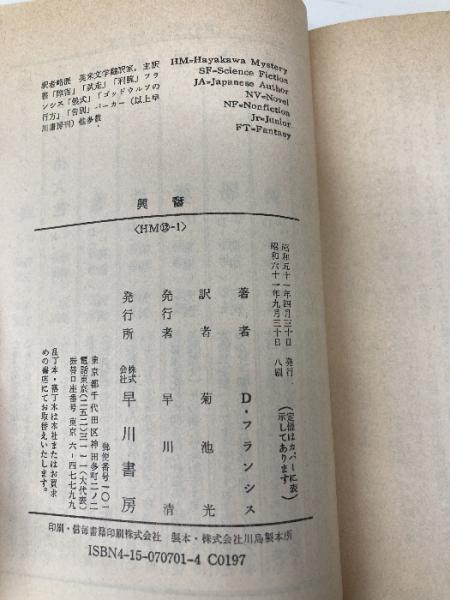 訳者略歴　英米文学翻訳家，主訳
書「障害」「試走」「利腕」フラ
ンシス「儀式」「ゴッドウルフの
行方」「告別」パーカー（以上早
川書房刊）他多数
HM=Hayakawa Mystery
SF=Science Fiction
JA=Japanese Author
NV=Novel
NF=Nonfiction
Jr=Junior
FT=Fantasy
興奮
〈HM⑫-1〉
昭和五十一年四月三十日　発行
昭和六十一年九月三十日　八刷
（定価はカバーに表
示してあります）
著者　D・フランシス
訳者　菊池光
発行者　早川清
発行所　株式会社　早川書房
郵便番号一〇一
東京都千代田区神田多町二ノ二
電話東京（二五二）三一一一（大代表）
振替口座番号　東京　六-四七七九九
乱丁本・落丁本は本社またはお買求
めの書店にてお取替えいたします。
印刷・信毎書籍印刷株式会社　製本・株式会社川島製本所
ISBN4-15-070701-4 C0197